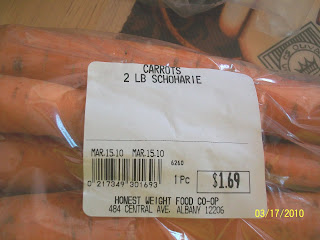 CARROTS
2 LB SCHOHARIE
MAR.15.10 MAR.15.10
6260
0 217349 301693
1 Pc $1.69
HONEST WEIGHT FOOD CO-OP
484 CENTRAL AVE, ALBANY 12206
03/17/2010